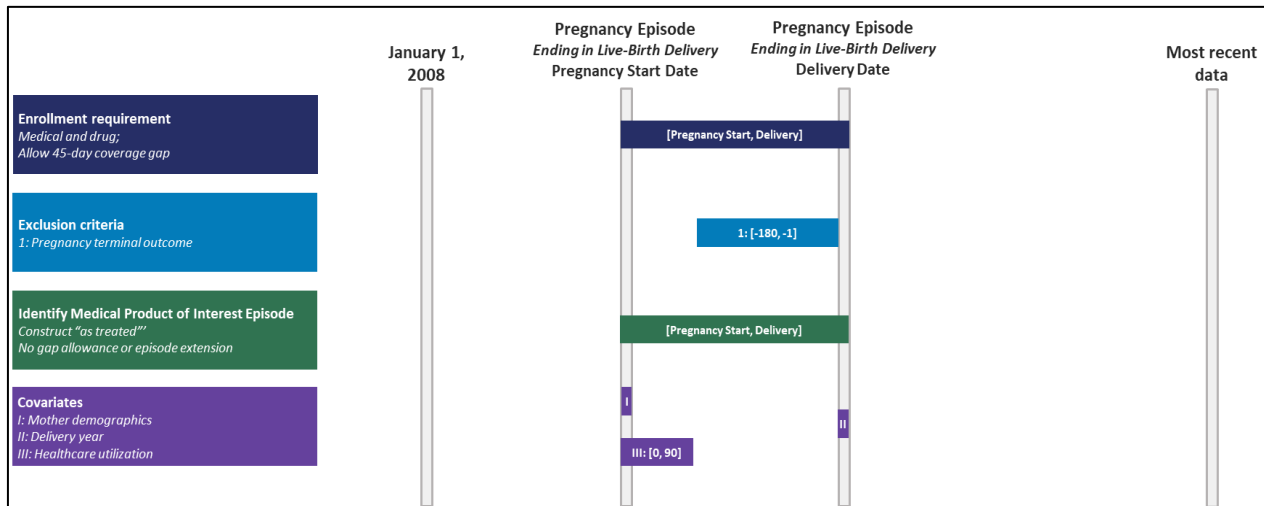 January 1,
2008
Pregnancy Episode
Ending in Live-Birth Delivery
Pregnancy Start Date
Pregnancy Episode
Ending in Live-Birth Delivery
Delivery Date
Most recent
data
Enrollment requirement
Medical and drug;
Allow 45-day coverage gap
[Pregnancy Start, Delivery]
Exclusion criteria
1: Pregnancy terminal outcome
1: [-180, -1]
Identify Medical Product of Interest Episode
Construct “as treated”’
No gap allowance or episode extension
[Pregnancy Start, Delivery]
Covariates
I: Mother demographics
II: Delivery year
III: Healthcare utilization
I
II
III: [0, 90]